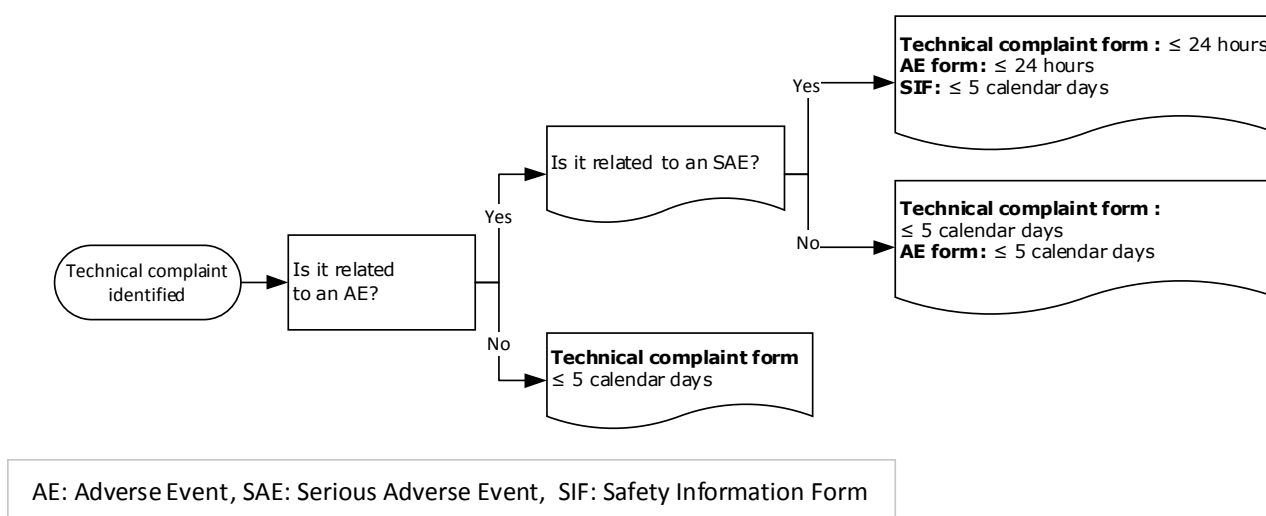 Technical complaint
identified
Is it related
to an AE?
Yes
No
Is it related to an SAE?
Technical complaint form
≤ 5 calendar days
Yes
No
Technical complaint form : ≤ 24 hours
AE form: ≤ 24 hours
SIF: ≤ 5 calendar days
Technical complaint form :
≤ 5 calendar days
AE form: ≤ 5 calendar days
AE: Adverse Event, SAE: Serious Adverse Event, SIF: Safety Information Form